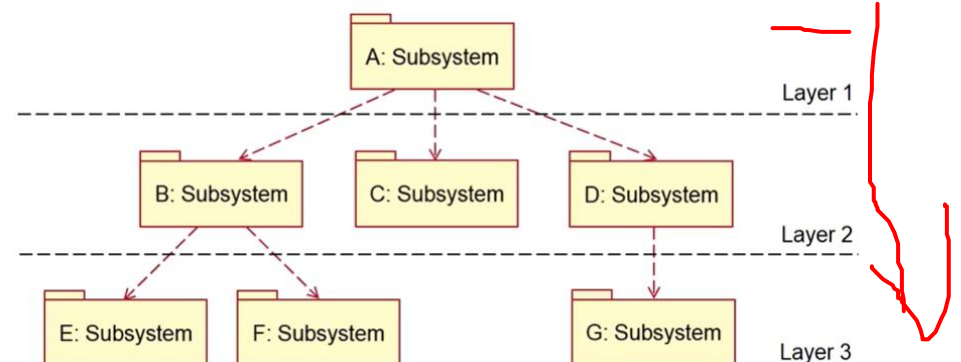 A: Subsystem
Layer 1
B: Subsystem
C: Subsystem
D: Subsystem
Layer 2
E: Subsystem
F: Subsystem
G: Subsystem
Layer 3